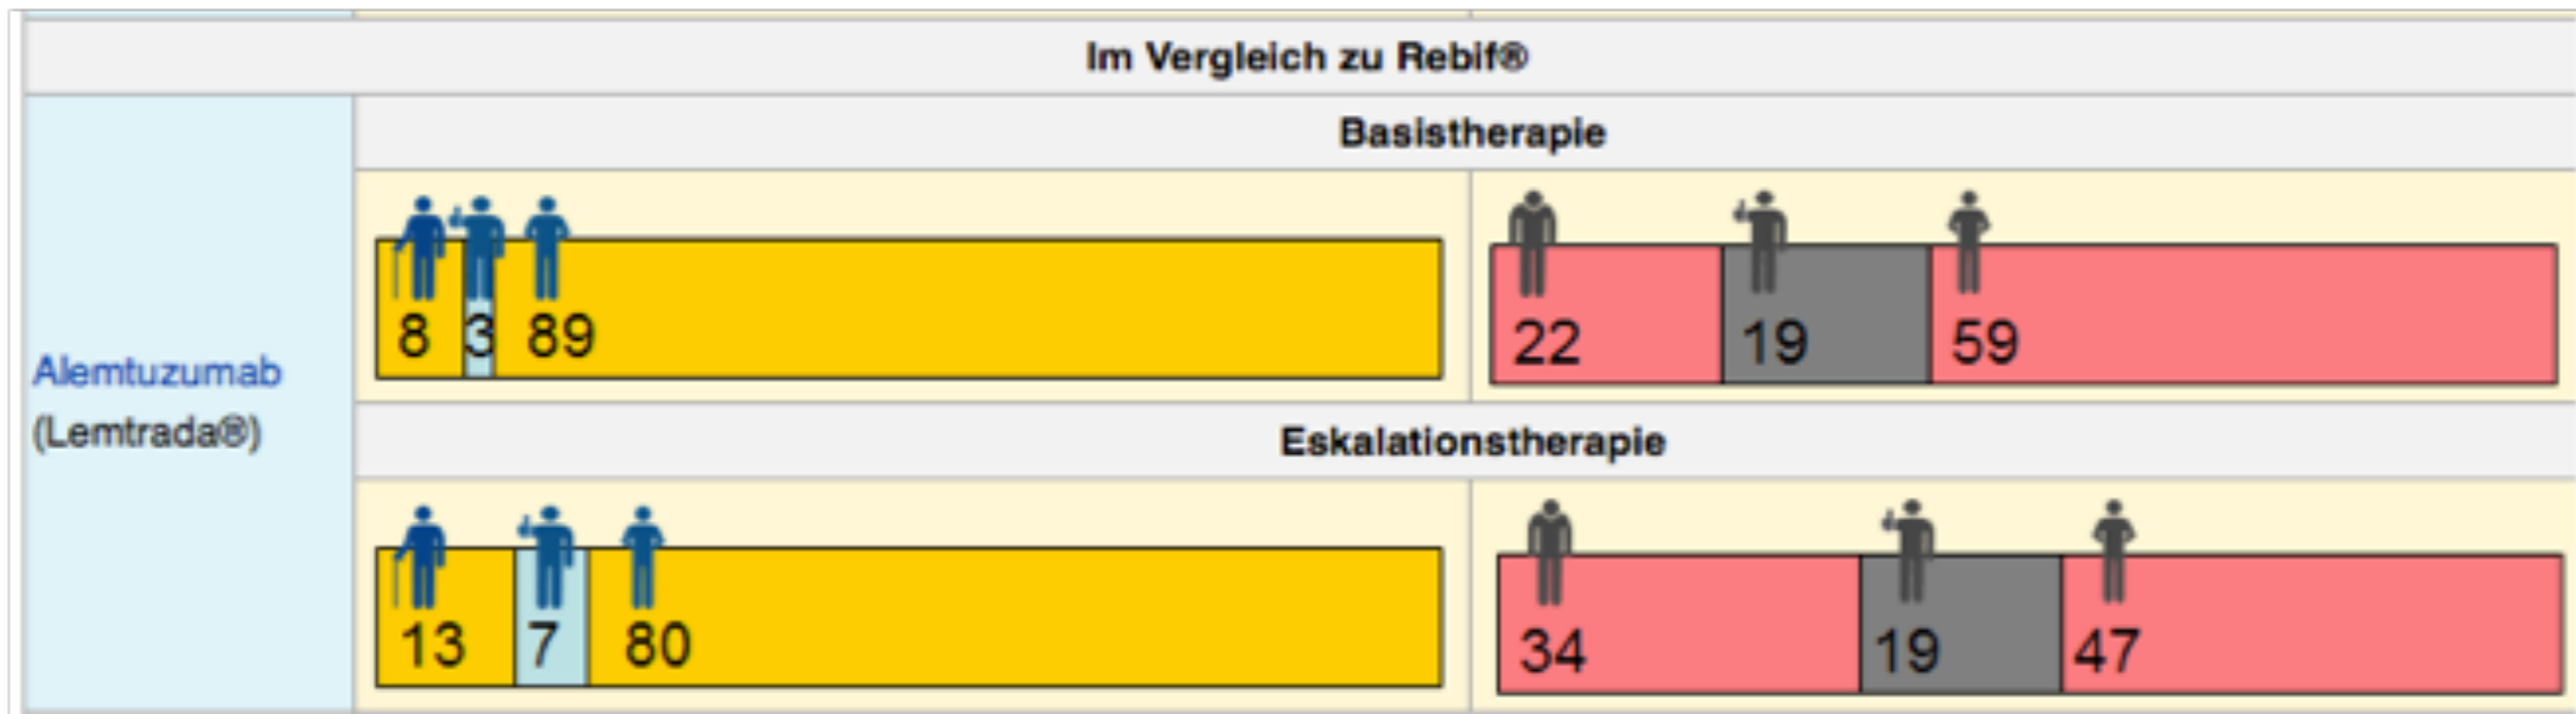 Im Vergleich zu Rebif®
Basistherapie
8 3 89
22 19 59
Alemtuzumab
(Lemtrada®)
Eskalationstherapie
13 7 80
34 19 47